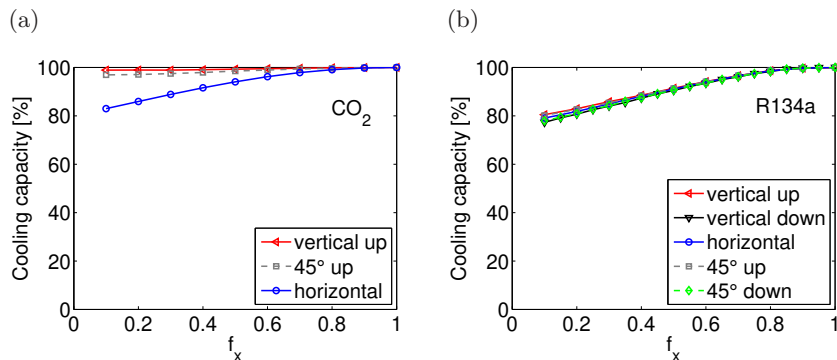 (a)
Cooling capacity [%]
100
80
60
40
20
0
CO2
vertical up
45° up
horizontal
0 0.2 0.4 0.6 0.8 1
fx
(b)
Cooling capacity [%]
100
80
60
40
20
0
R134a
vertical up
vertical down
horizontal
45° up
45° down
0 0.2 0.4 0.6 0.8 1
fx